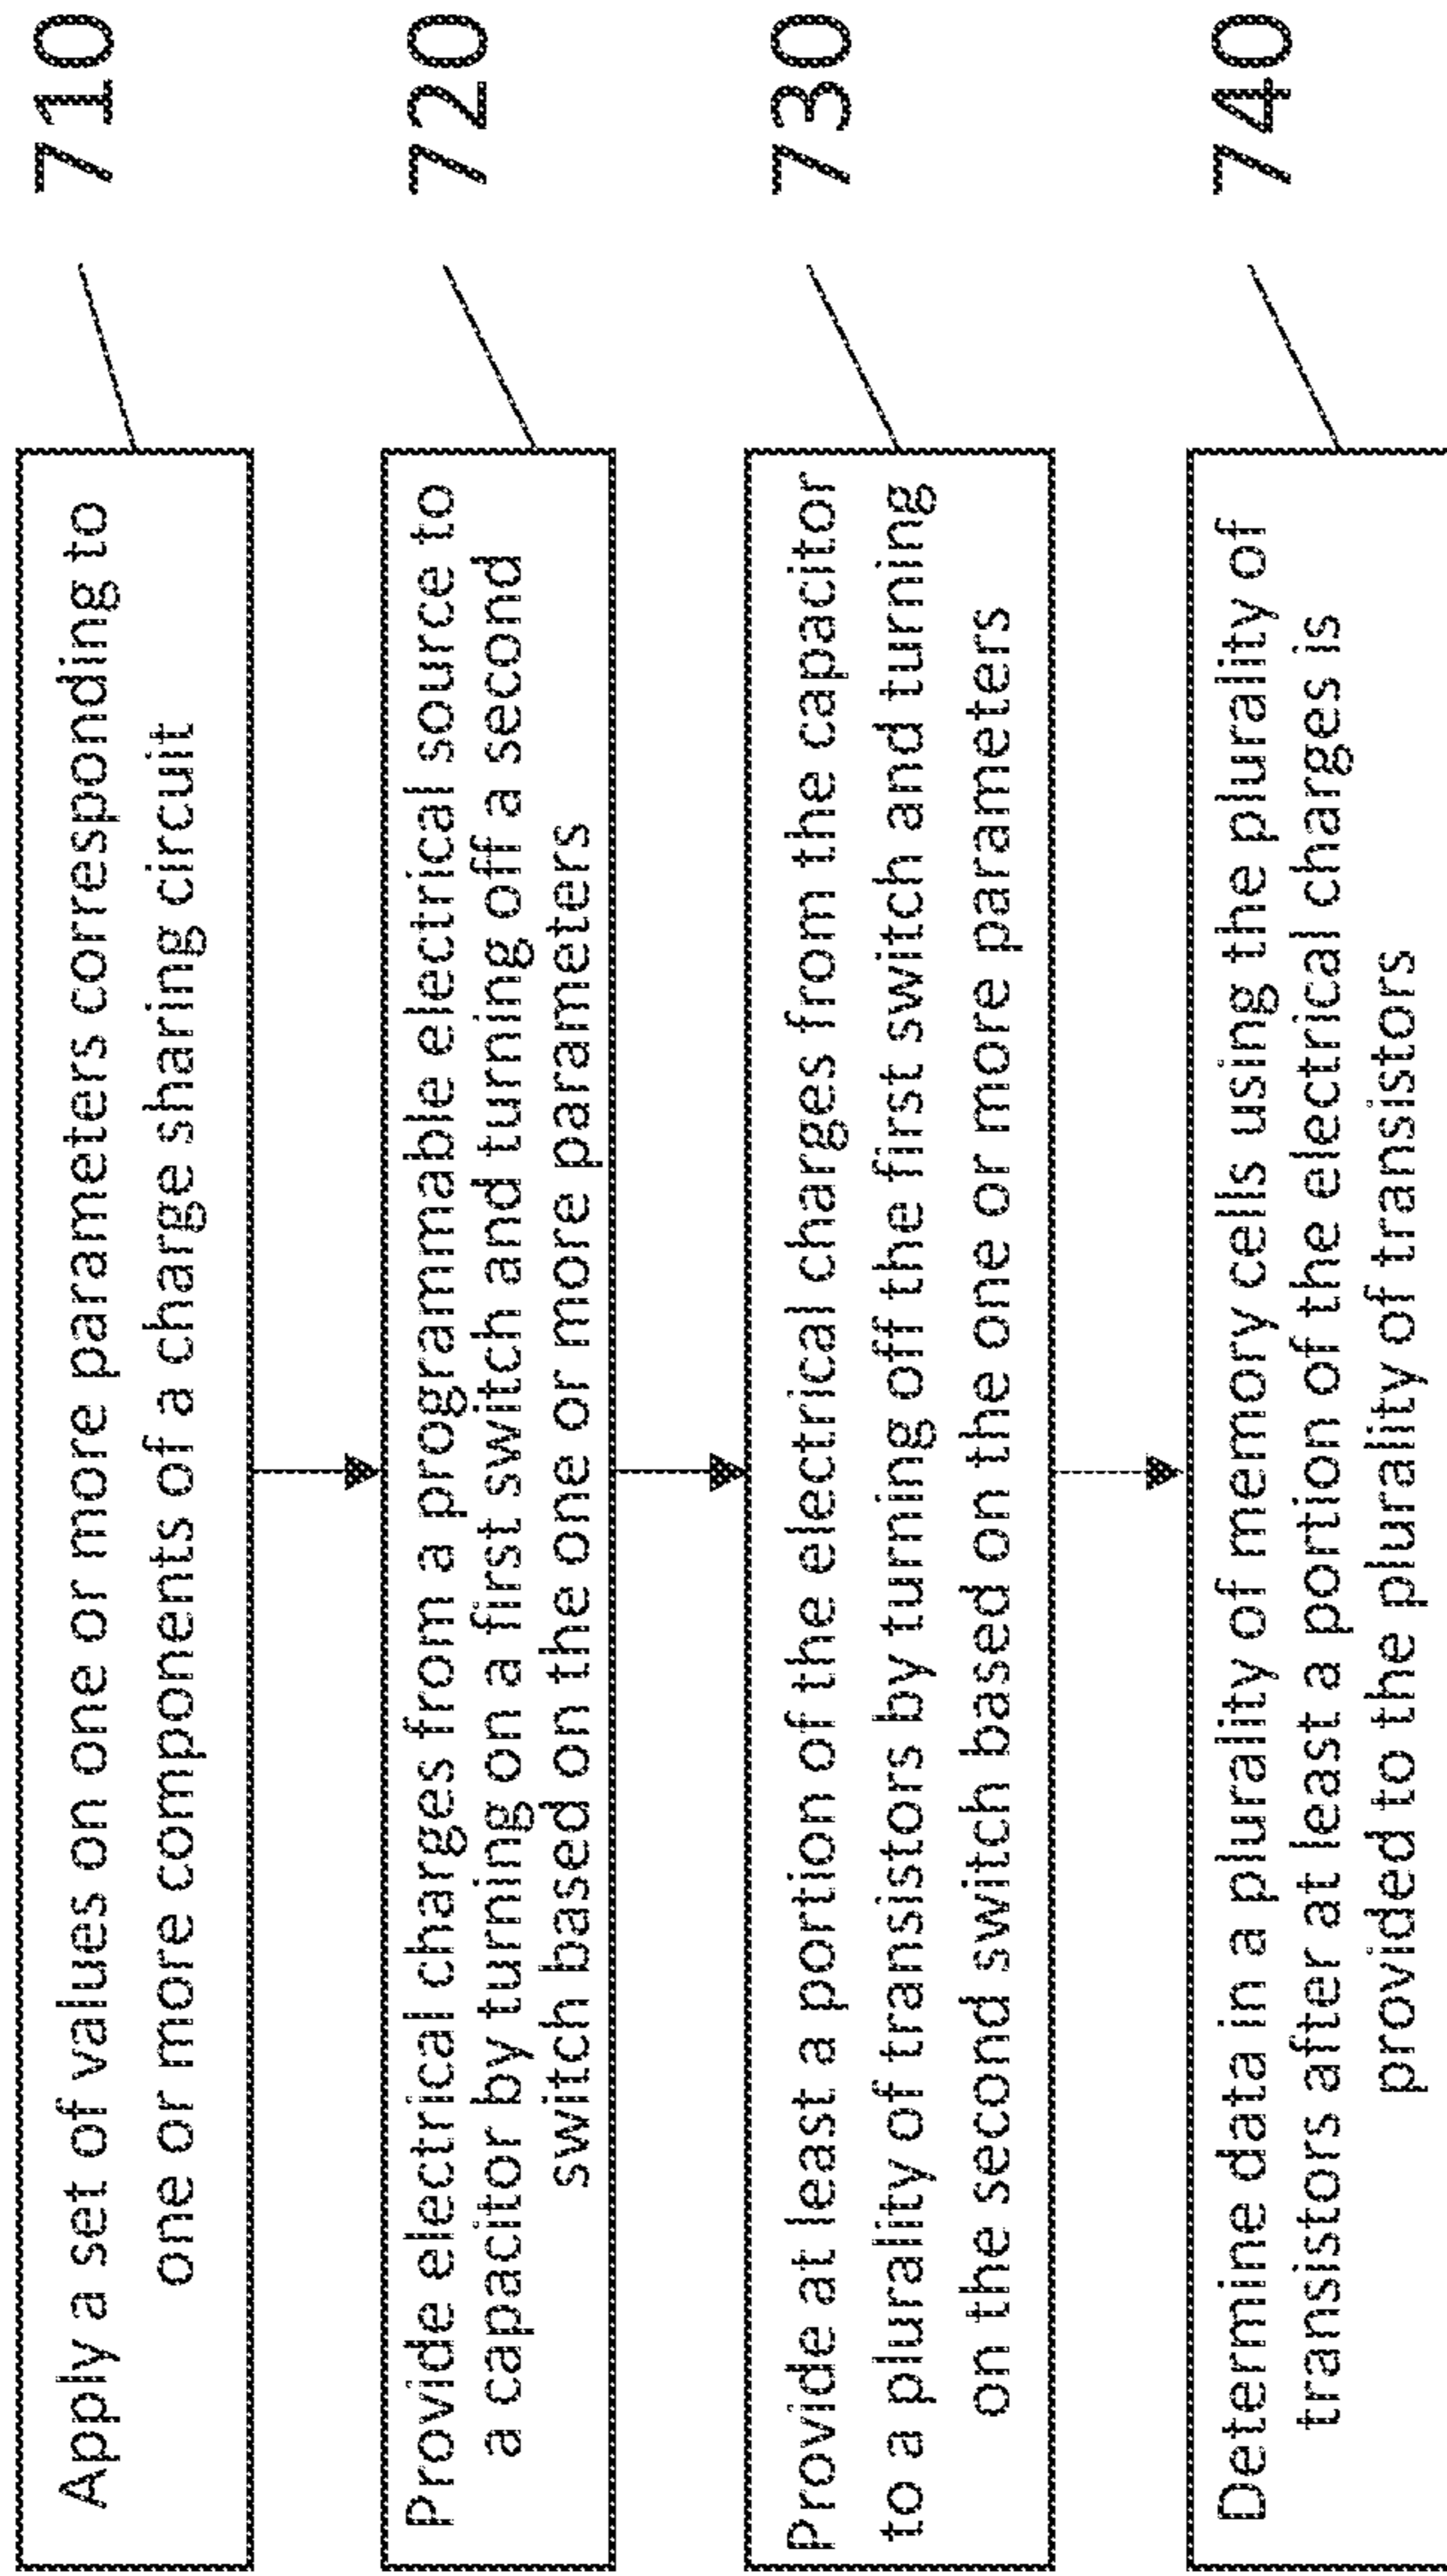 Apply a set of values on one or more parameters corresponding to
one or more components of a charge sharing circuit
710
Provide electrical charges from a programmable electrical source to
a capacitor by turning on a first switch and turning off a second
switch based on the one or more parameters
720
Provide at least a portion of the electrical charges from the capacitor
to a plurality of transistors by turning off the first switch and turning
on the second switch based on the one or more parameters
730
Determine data in a plurality of memory cells using the plurality of
transistors after at least a portion of the electrical charges is
provided to the plurality of transistors
740